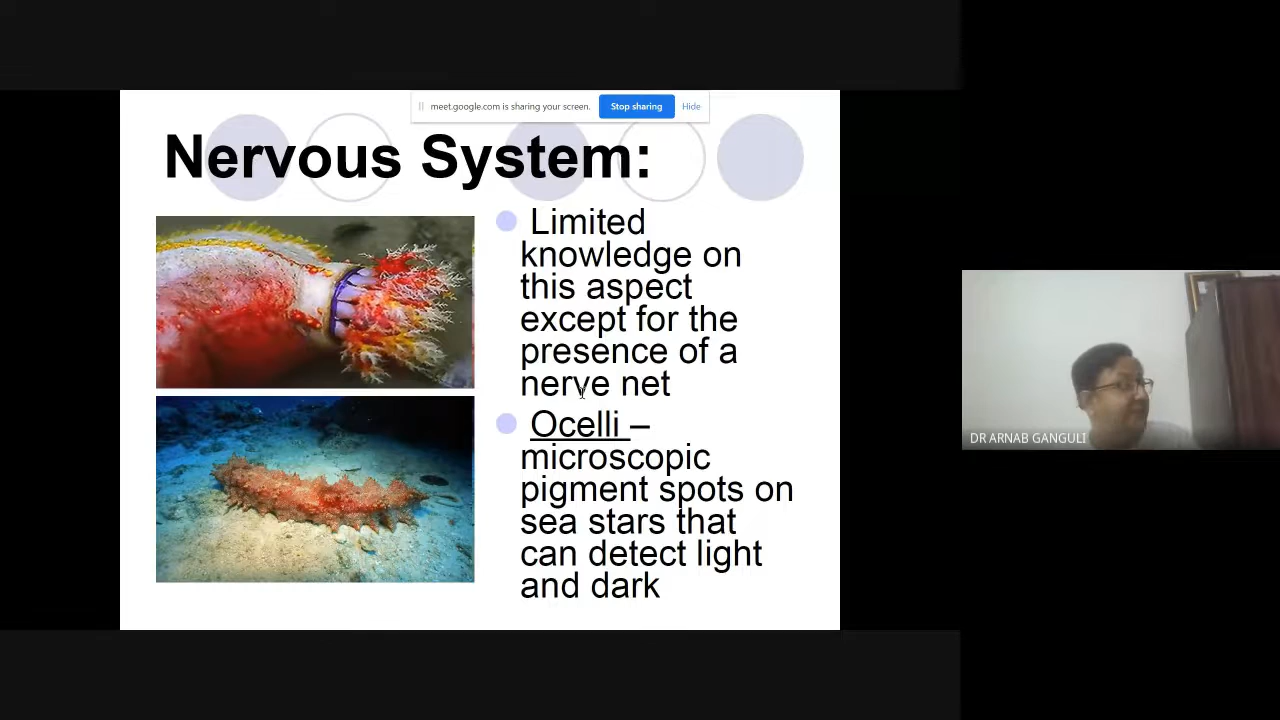 meet.google.com is sharing your screen.
Stop sharing
Hide
Nervous System:
Limited
knowledge on
this aspect
except for the
presence of a
nerve net
Ocelli –
microscopic
pigment spots on
sea stars that
can detect light
and dark
DR ARNAB GANGULI